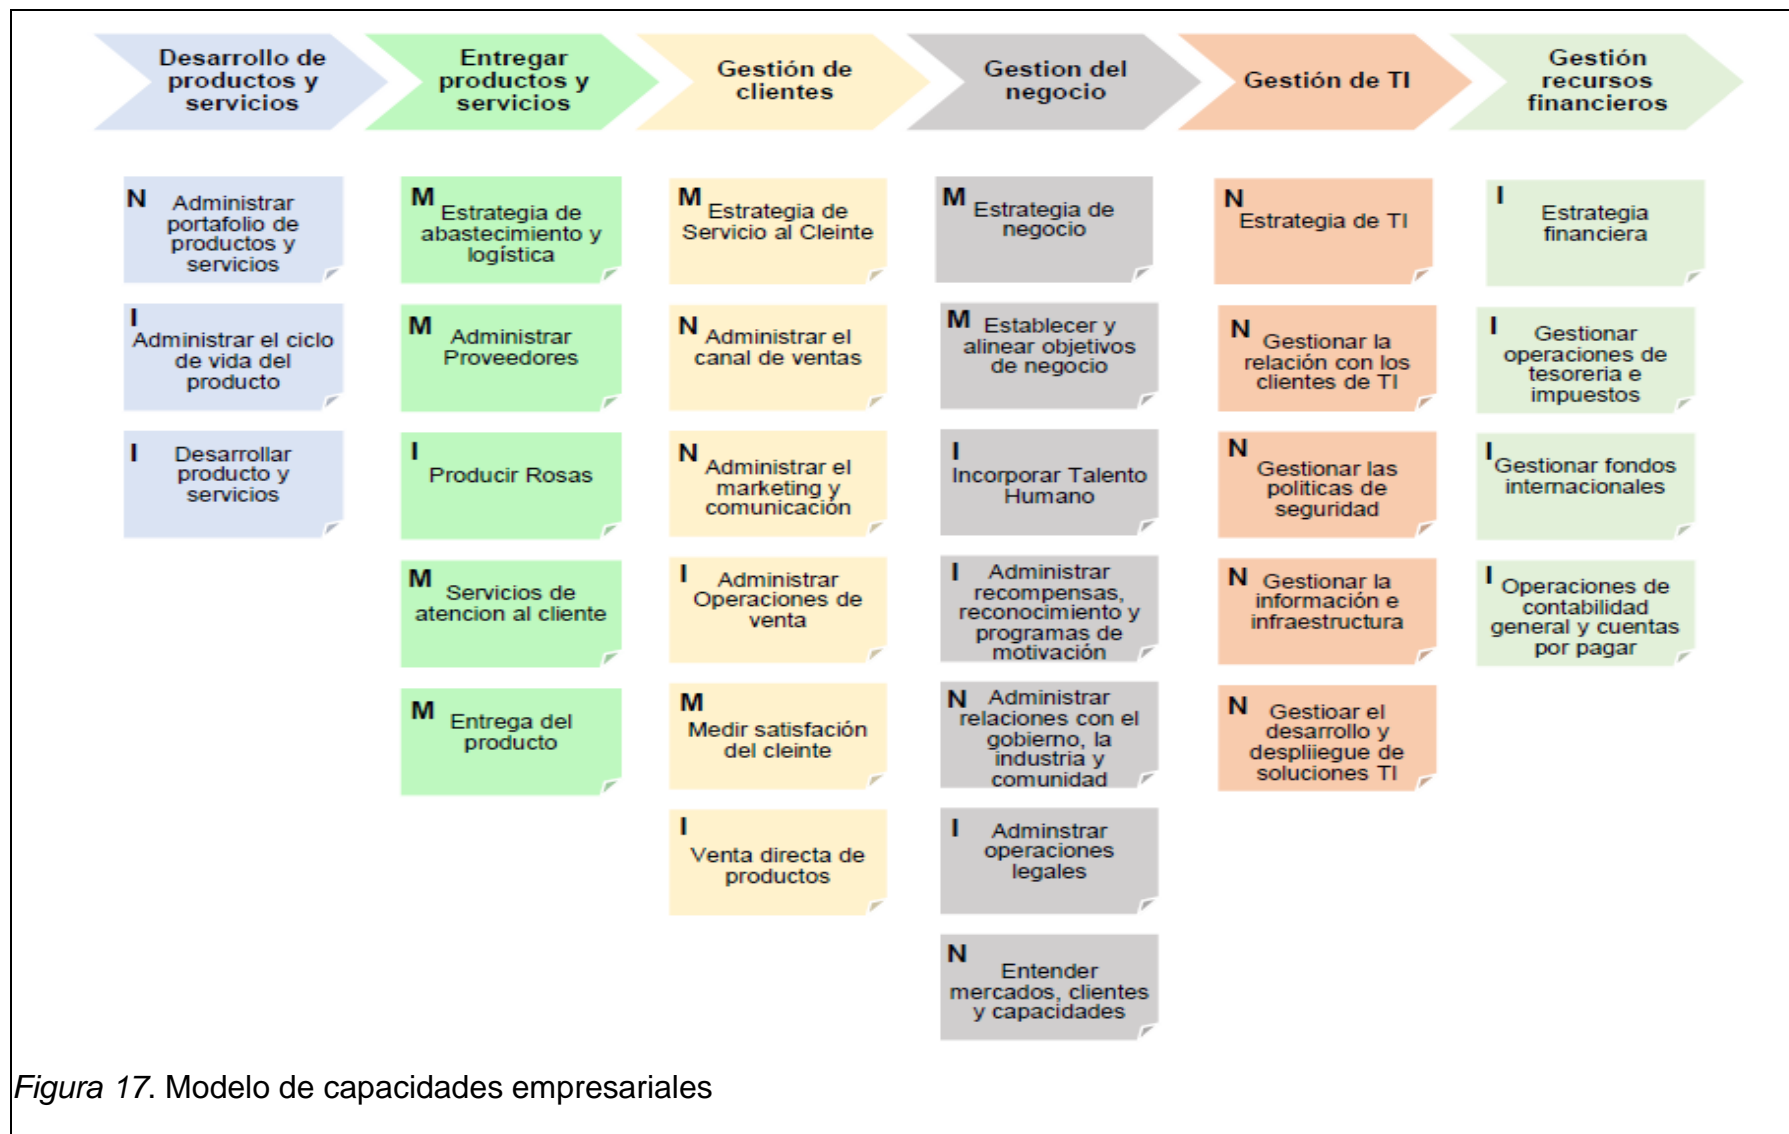 Desarrollo de
productos y
servicios
Entregar
productos y
servicios
Gestión de
clientes
Gestion del
negocio
Gestión de TI
Gestión
recursos
financieros
N
Administrar
portafolio de
productos y
servicios
I
Administrar el ciclo
de vida del
producto
I
Desarrollar
producto y
servicios
M
Estrategia de
abastecimiento y
logística
M
Administrar
Proveedores
I
Producir Rosas
M
Servicios de
atencion al cliente
M
Entrega del
producto
M
Estrategia de
Servicio al Cleinte
N
Administrar el
canal de ventas
N
Administrar el
marketing y
comunicación
I
Administrar
Operaciones de
venta
M
Medir satisfación
del cleinte
I
Venta directa de
productos
M
Estrategia de
negocio
M
Establecer y
alinear objetivos
de negocio
I
Incorporar Talento
Humano
I
Administrar
recompensas,
reconocimiento y
programas de
motivación
N
Administrar
relaciones con el
gobierno, la
industria y
comunidad
I
Adminstrar
operaciones
legales
N
Entender
mercados, clientes
y capacidades
N
Estrategia de TI
N
Gestionar la
relación con los
clientes de TI
N
Gestionar las
politicas de
seguridad
N
Gestionar la
información e
infraestructura
N
Gestioar el
desarrollo y
despliiegue de
soluciones TI
I
Estrategia
financiera
I
Gestionar
operaciones de
tesoreria e
impuestos
I
Gestionar fondos
internacionales
I
Operaciones de
contabilidad
general y cuentas
por pagar
Figura 17. Modelo de capacidades empresariales